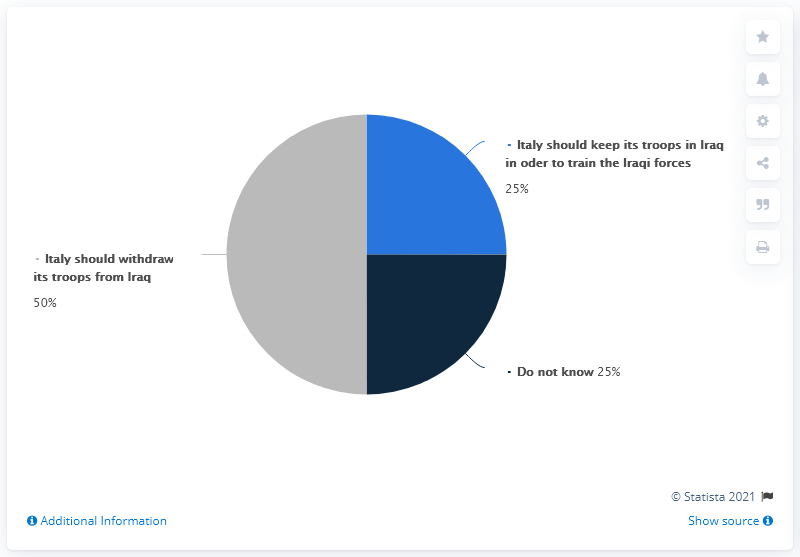 - Italy should keep its troops in Iraq
in oder to train the Iraqi forces
25%
- Italy should withdraw
its troops from Iraq
50%
- Do not know 25%
© Statista 2021
Additional Information
Show source